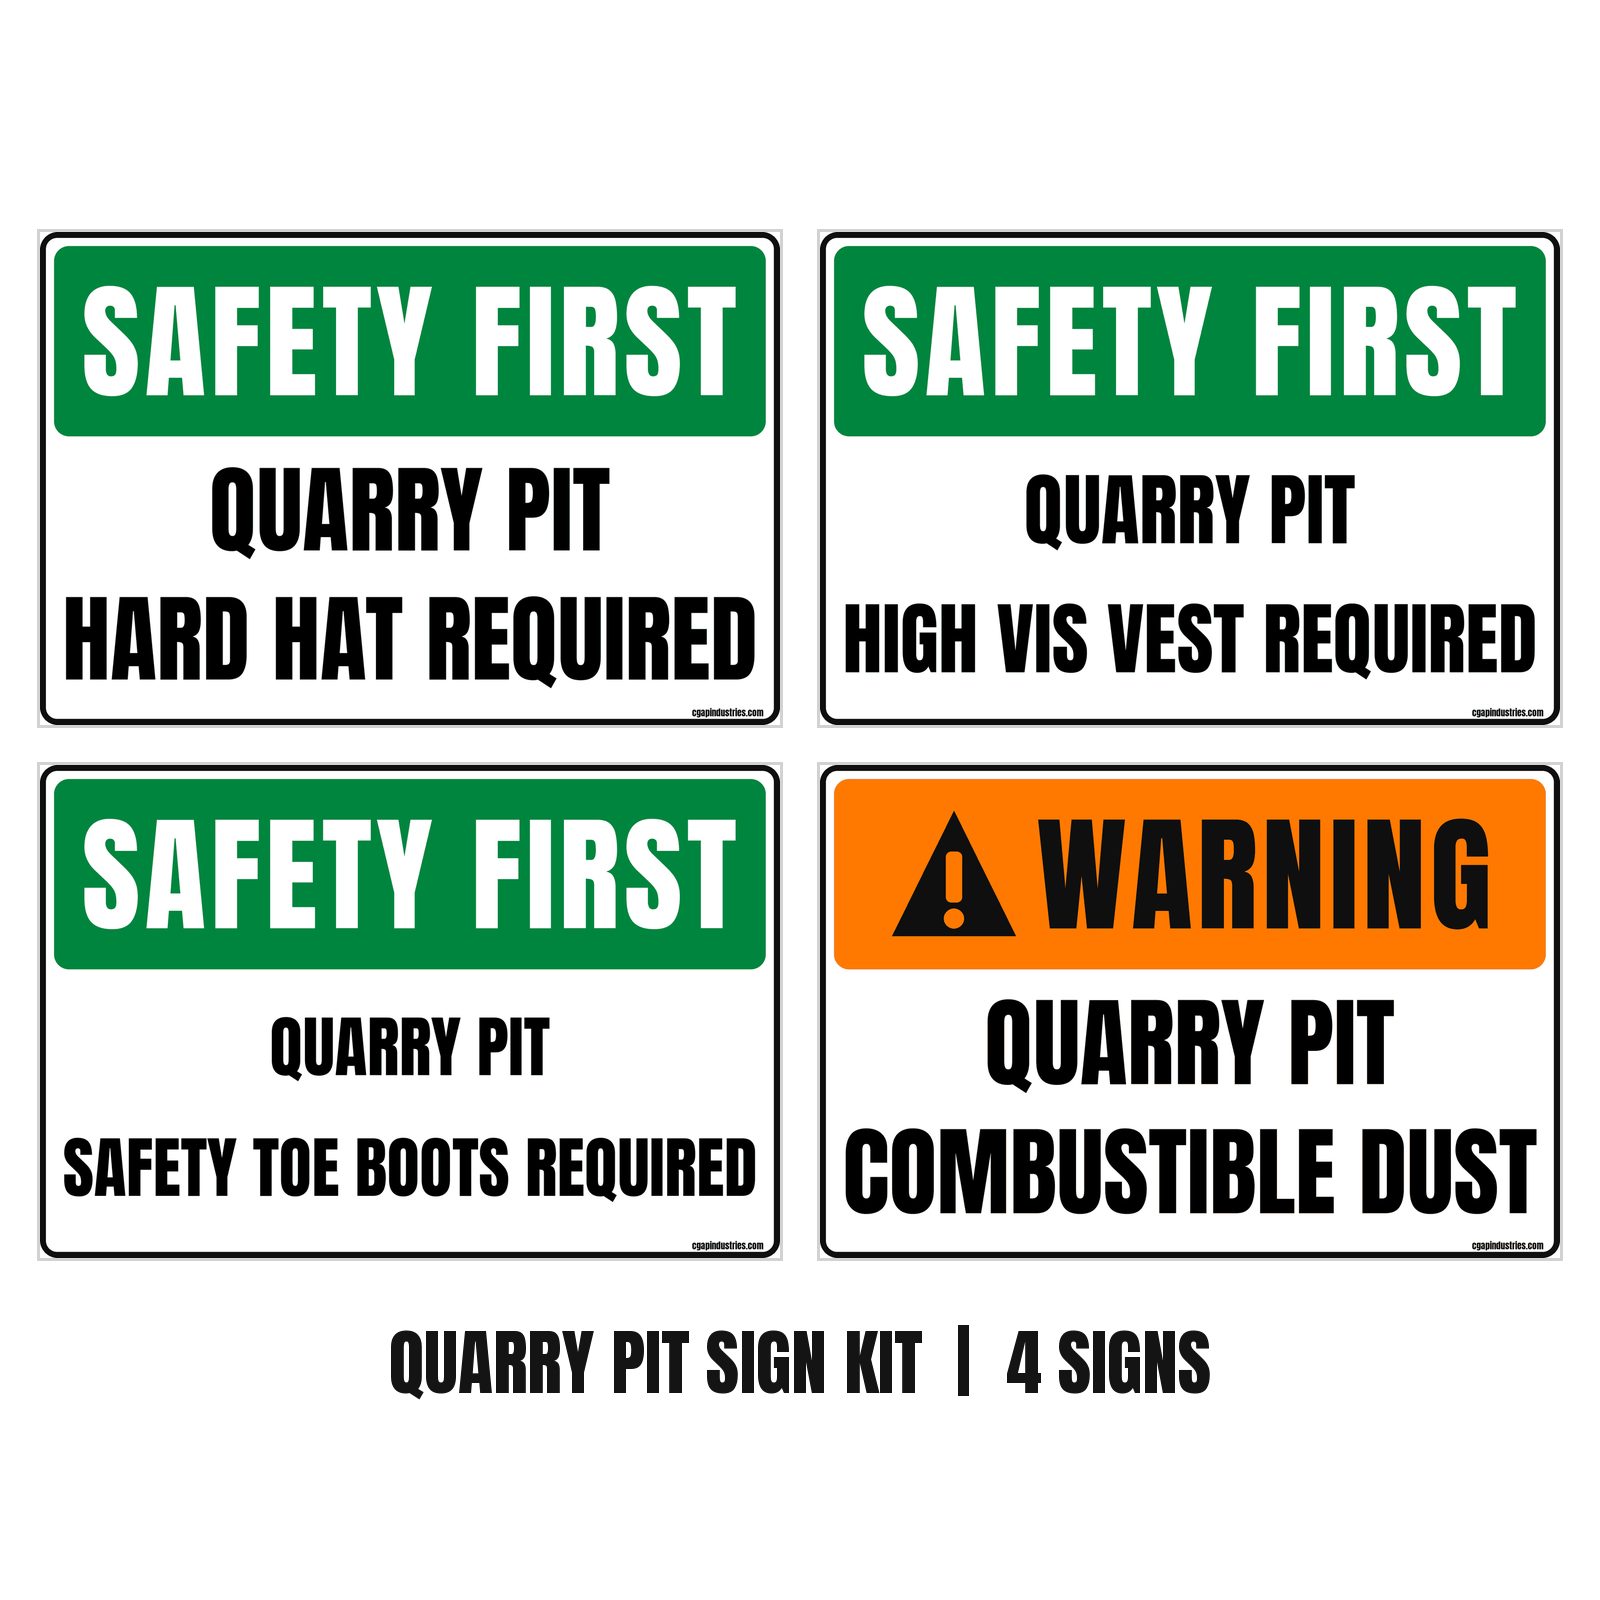 SAFETY FIRST
QUARRY PIT
HARD HAT REQUIRED
cgapindustries.com
SAFETY FIRST
QUARRY PIT
HIGH VIS VEST REQUIRED
cgapindustries.com
SAFETY FIRST
QUARRY PIT
SAFETY TOE BOOTS REQUIRED
cgapindustries.com
WARNING
QUARRY PIT
COMBUSTIBLE DUST
cgapindustries.com
QUARRY PIT SIGN KIT | 4 SIGNS